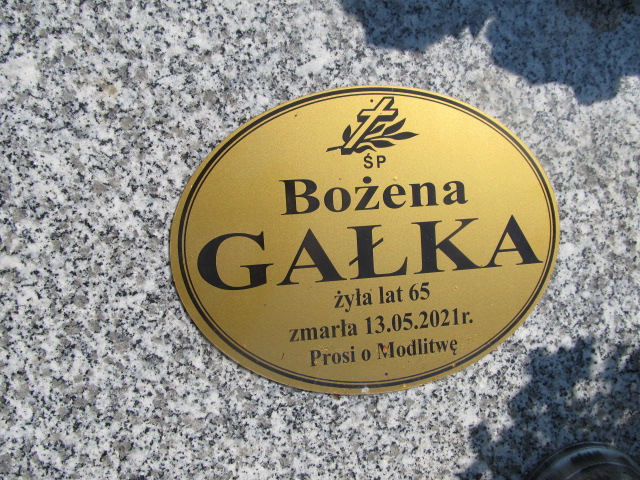 ŚP
Bożena
GAŁKA
żyła lat 65
zmarła 13.05.2021r.
Prosi o Modlitwę